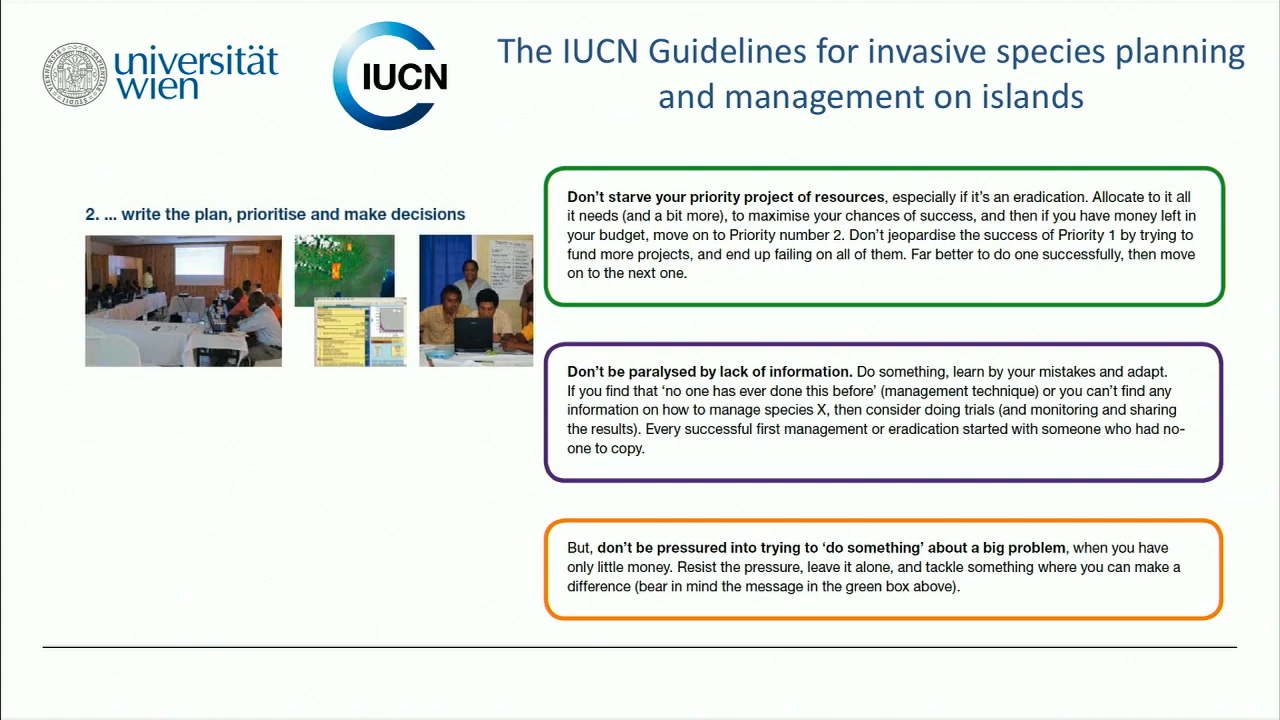 universität
wien
IUCN
The IUCN Guidelines for invasive species planning
and management on islands
2. ... write the plan, prioritise and make decisions
Don’t starve your priority project of resources, especially if it’s an eradication. Allocate to it all
it needs (and a bit more), to maximise your chances of success, and then if you have money left in
your budget, move on to Priority number 2. Don’t jeopardise the success of Priority 1 by trying to
fund more projects, and end up failing on all of them. Far better to do one successfully, then move
on to the next one.
Don’t be paralysed by lack of information. Do something, learn by your mistakes and adapt.
If you find that ‘no one has ever done this before’ (management technique) or you can’t find any
information on how to manage species X, then consider doing trials (and monitoring and sharing
the results). Every successful first management or eradication started with someone who had no-
one to copy.
But, don’t be pressured into trying to ‘do something’ about a big problem, when you have
only little money. Resist the pressure, leave it alone, and tackle something where you can make a
difference (bear in mind the message in the green box above).